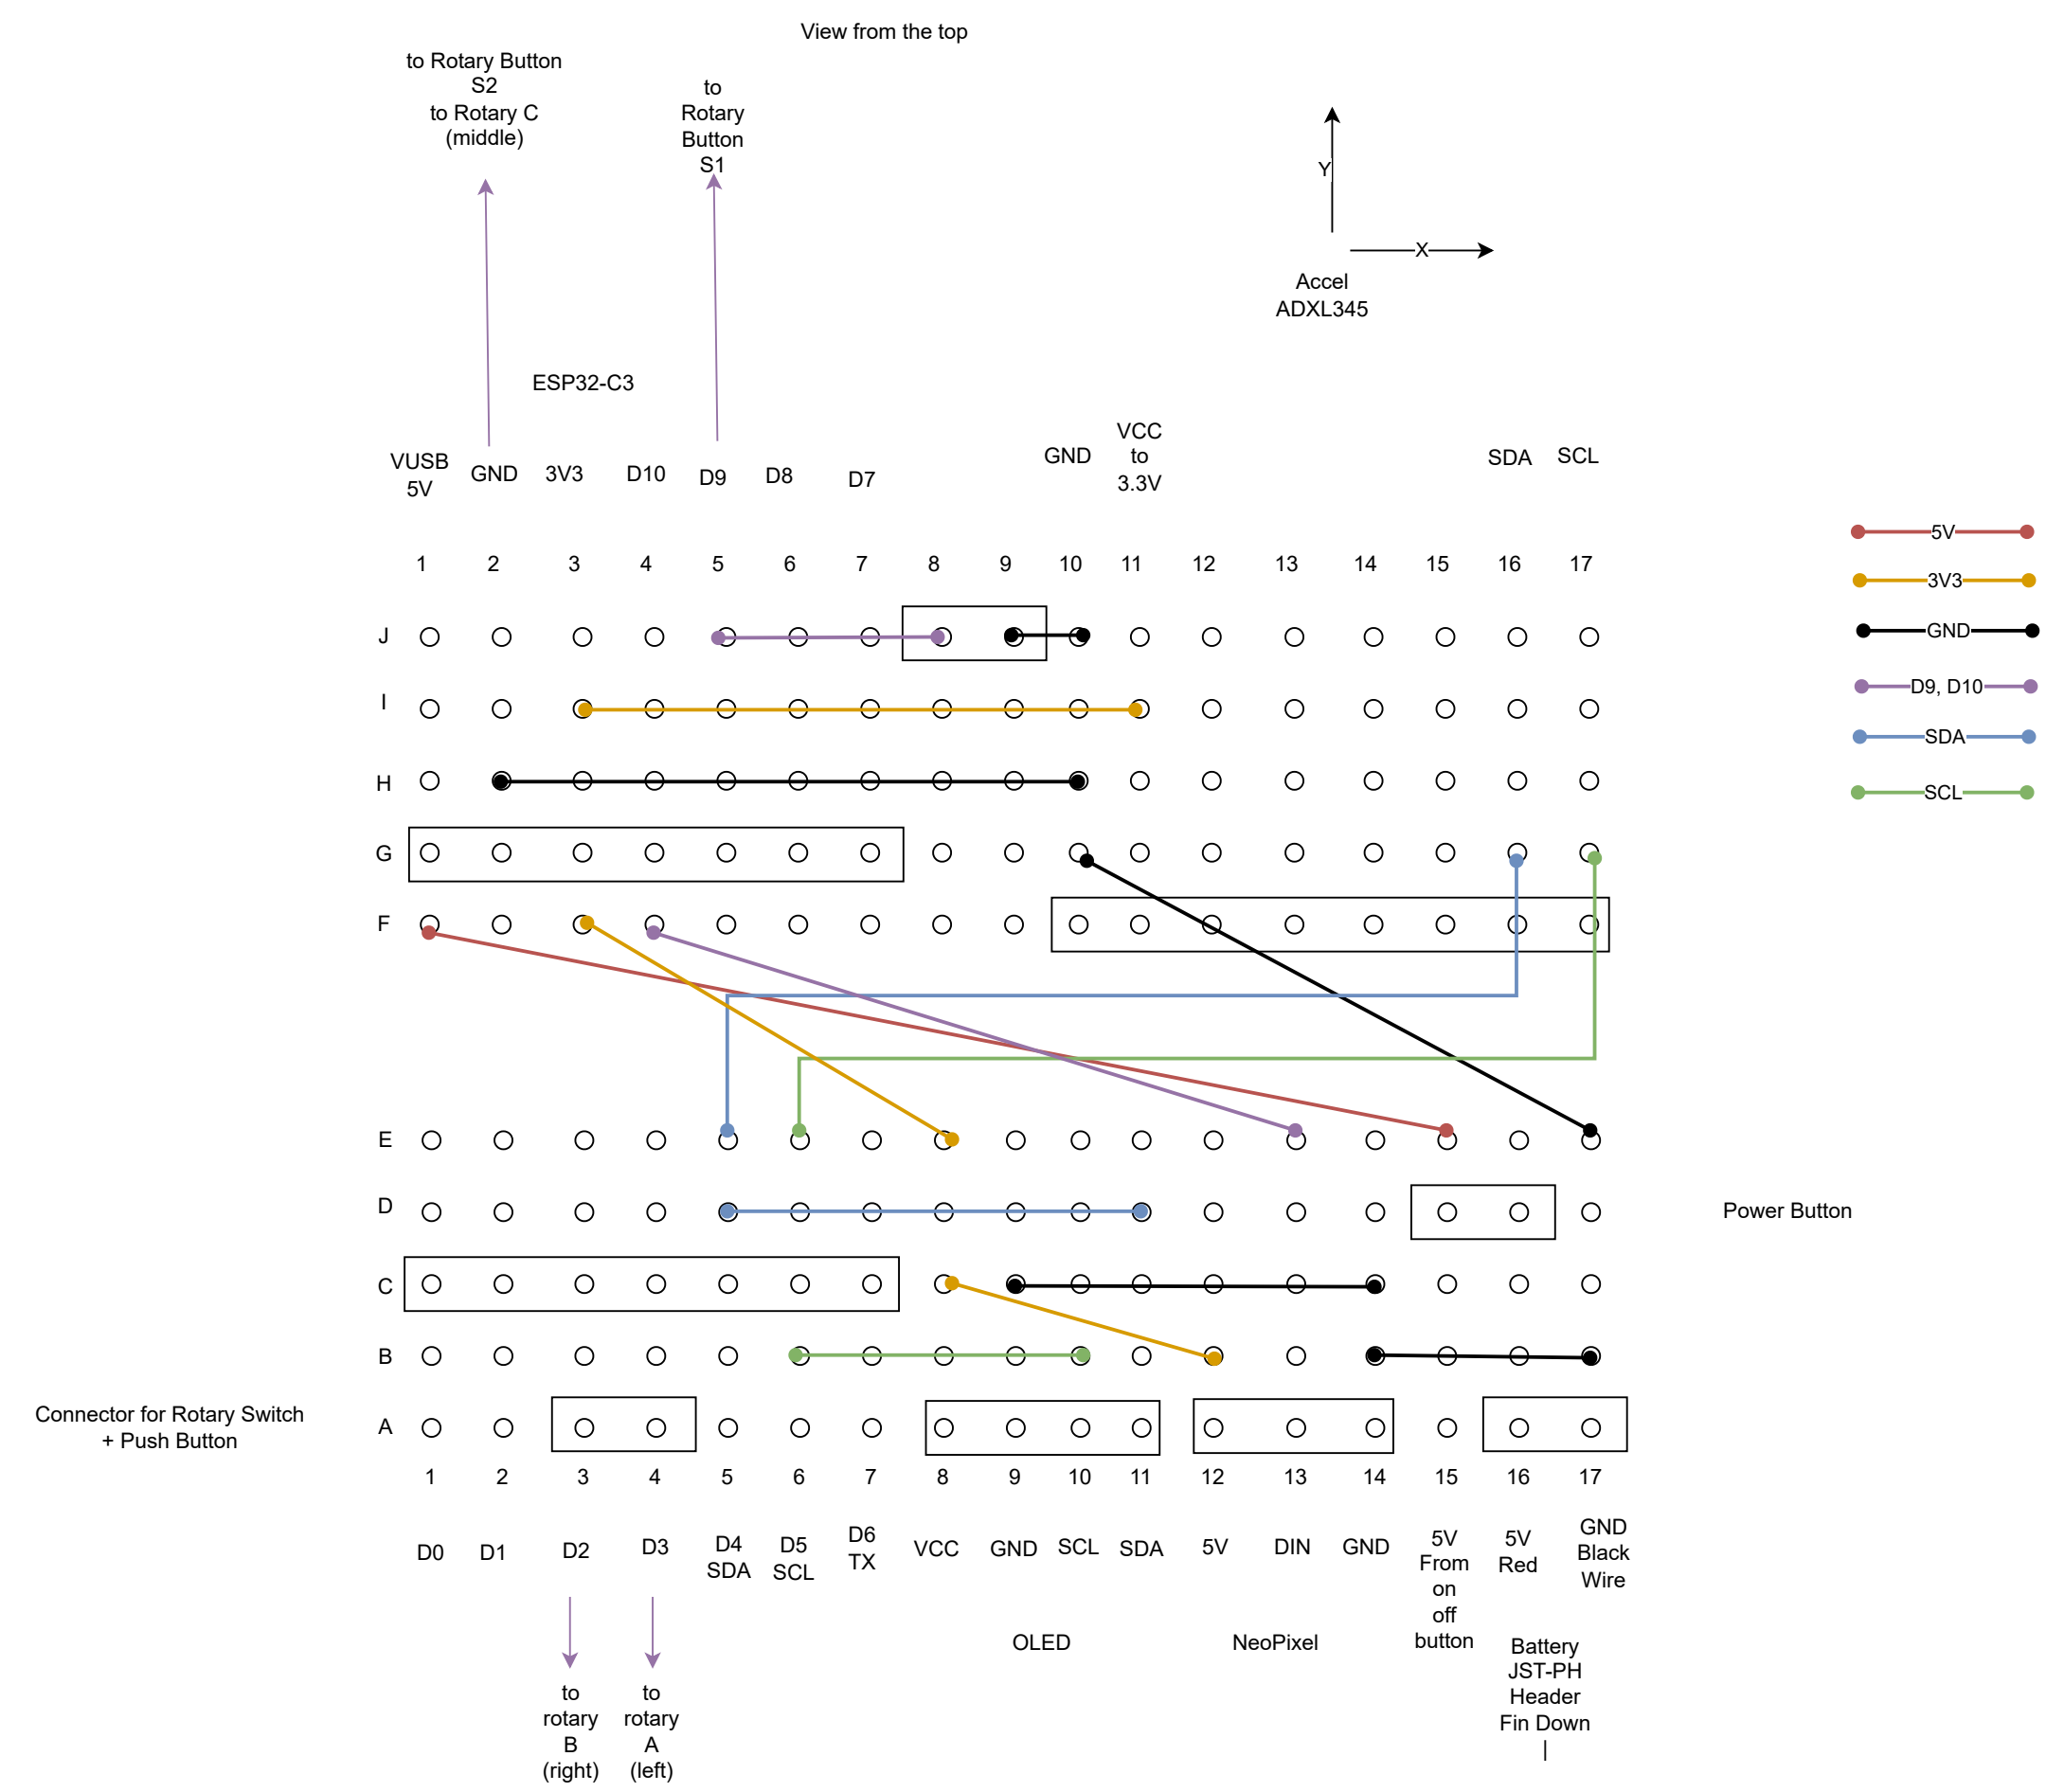 View from the top
to Rotary Button
S2
to Rotary C
(middle)
to
Rotary
Button
S1
Y
X
Accel
ADXL345
ESP32-C3
VUSB
5V
GND
3V3
D10
D9
D8
D7
GND
VCC
to
3.3V
SDA
SCL
1 2 3 4 5 6 7 8 9 10 11 12 13 14 15 16 17
5V
3V3
GND
D9, D10
SDA
SCL
J
I
H
G
F
E
D
C
B
A
Power Button
Connector for Rotary Switch
+ Push Button
1 2 3 4 5 6 7 8 9 10 11 12 13 14 15 16 17
D0
D1
D2
D3
D4
SDA
D5
SCL
D6
TX
VCC
GND
SCL
SDA
5V
DIN
GND
5V
From
on
off
button
5V
Red
GND
Black
Wire
OLED
NeoPixel
Battery
JST-PH
Header
Fin Down
|
to
rotary
B
(right)
to
rotary
A
(left)